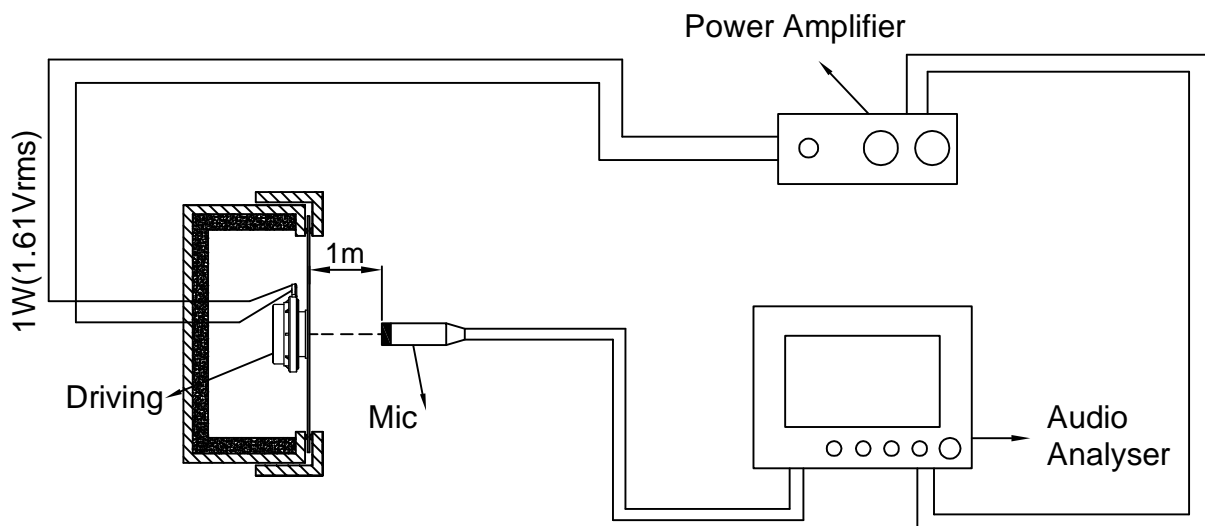 Power Amplifier
1W(1.61Vrms)
1m
Driving
Mic
Audio
Analyser